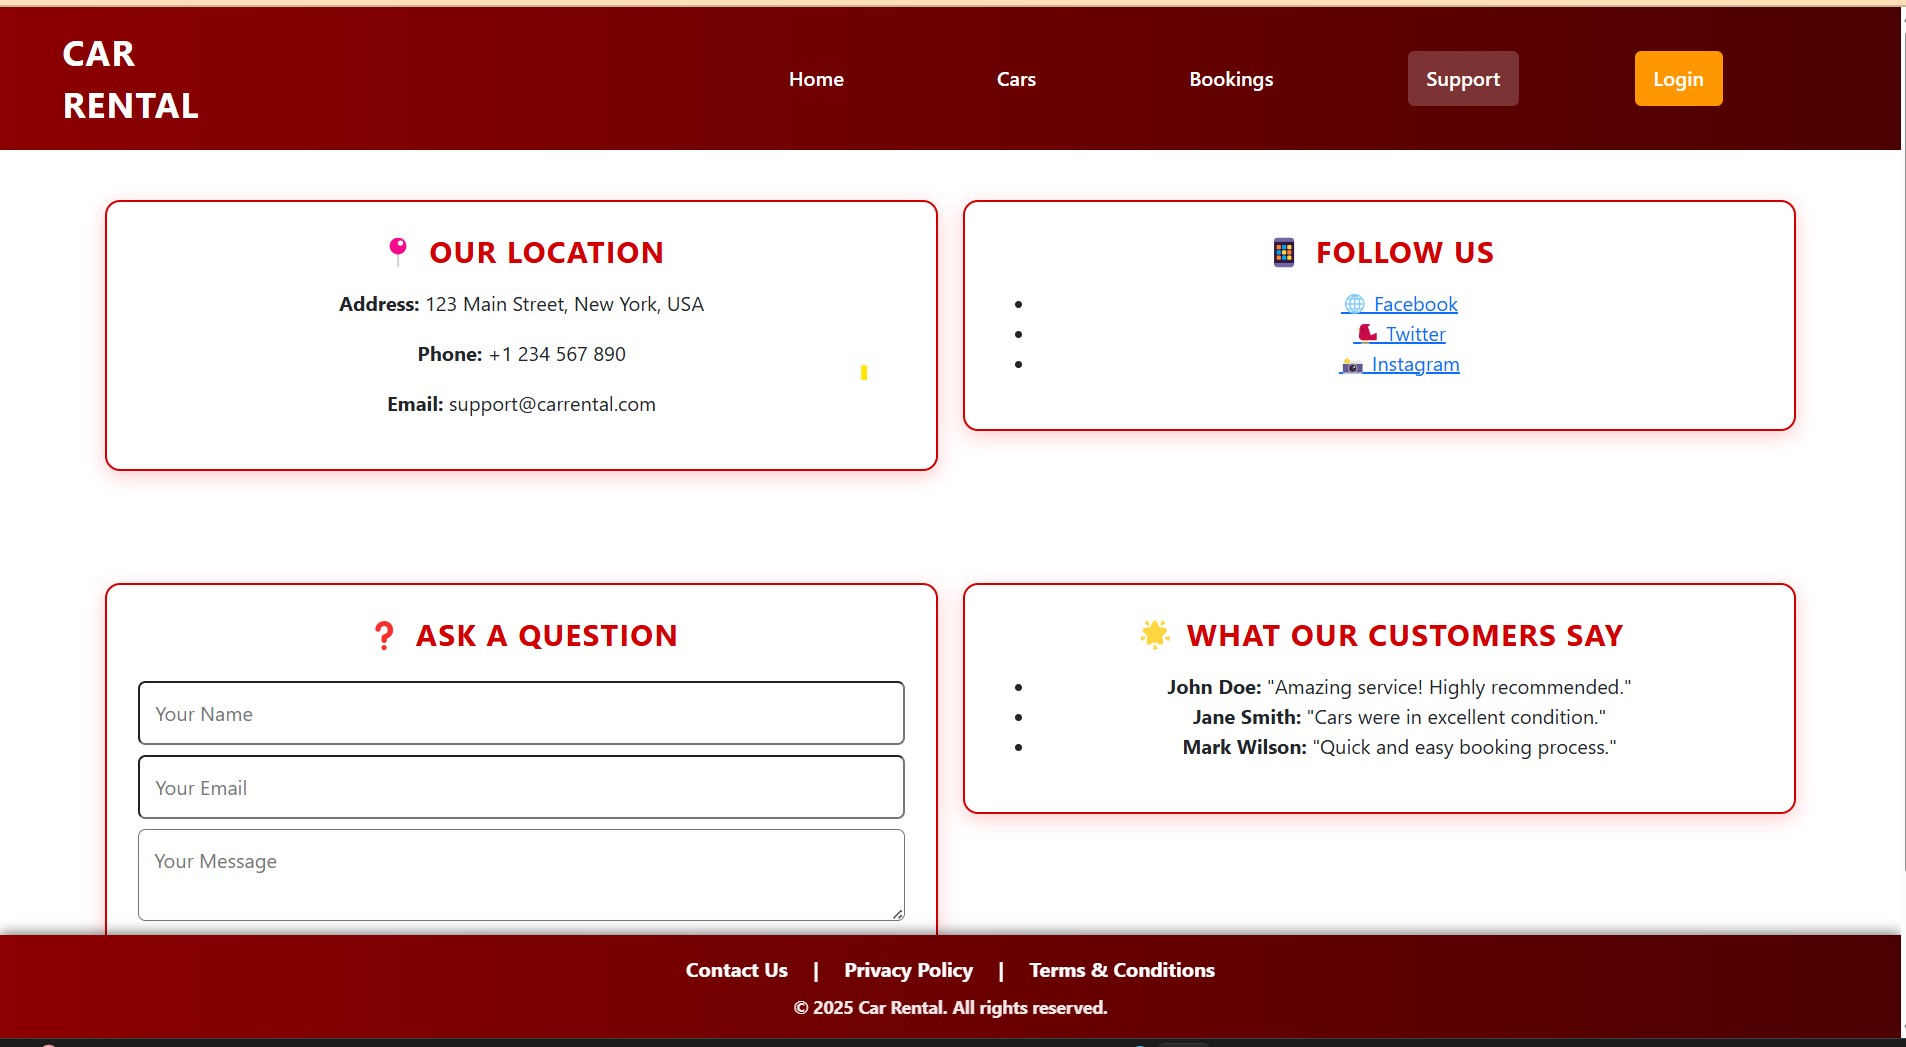 CAR
RENTAL
Home
Cars
Bookings
Support
Login
OUR LOCATION
Address: 123 Main Street, New York, USA
Phone: +1 234 567 890
Email: support@carrental.com
FOLLOW US
Facebook
Twitter
Instagram
ASK A QUESTION
Your Name
Your Email
Your Message
WHAT OUR CUSTOMERS SAY
John Doe: "Amazing service! Highly recommended."
Jane Smith: "Cars were in excellent condition."
Mark Wilson: "Quick and easy booking process."
Contact Us | Privacy Policy | Terms & Conditions
© 2025 Car Rental. All rights reserved.